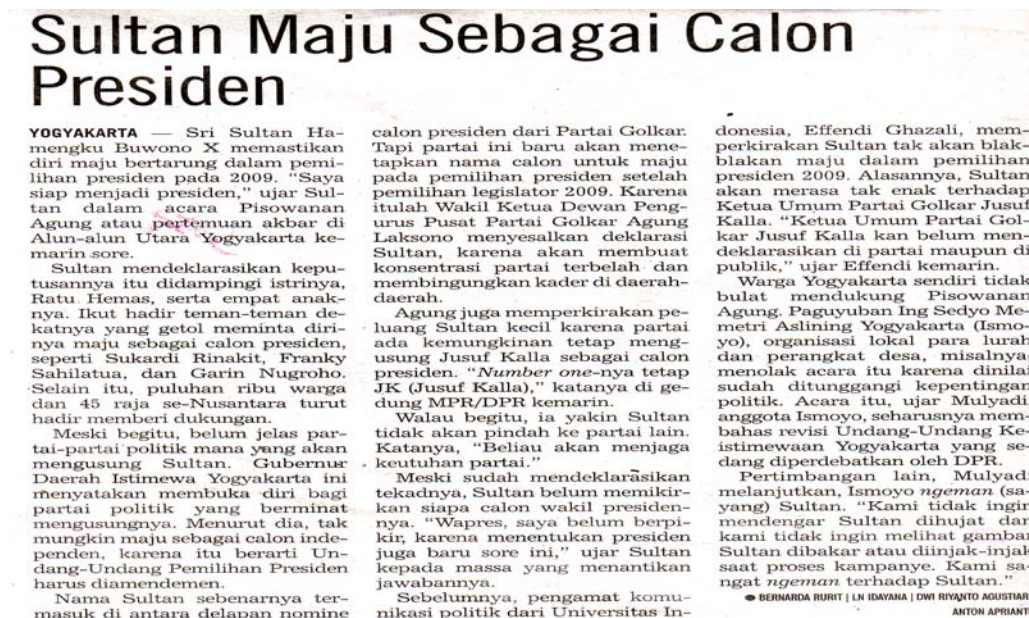 Sultan Maju Sebagai Calon
Presiden
YOGYAKARTA — Sri Sultan Ha-
mengku Buwono X memastikan
diri maju bertarung dalam pemi-
lihan presiden pada 2009. “Saya
siap menjadi presiden,” ujar Sul-
tan dalam acara Pisowanan
Agung atau pertemuan akbar di
Alun-alun Utara Yogyakarta ke-
marin sore.
Sultan mendeklarasikan kepu-
tusannya itu didampingi istrinya,
Ratu Hemas, serta empat anak-
nya. Ikut hadir teman-teman de-
katnya yang getol meminta diri-
nya maju sebagai calon presiden,
seperti Sukardi Rinakit, Franky
Sahilatua, dan Garin Nugroho.
Selain itu, puluhan ribu warga
dan 45 raja se-Nusantara turut
hadir memberi dukungan.
Meski begitu, belum jelas par-
tai-partai politik mana yang akan
mengusung Sultan. Gubernur
Daerah Istimewa Yogyakarta ini
menyatakan membuka diri bagi
partai politik yang berminat
mengusungnya. Menurut dia, tak
mungkin maju sebagai calon inde-
penden, karena itu berarti Un-
dang-Undang Pemilihan Presiden
harus diamendemen.
Nama Sultan sebenarnya ter-
masuk di antara delapan nomine
calon presiden dari Partai Golkar.
Tapi partai ini baru akan mene-
tapkan nama calon untuk maju
pada pemilihan presiden setelah
pemilihan legislator 2009. Karena
itulah Wakil Ketua Dewan Peng-
urus Pusat Partai Golkar Agung
Laksono menyesalkan deklarasi
Sultan, karena akan membuat
konsentrasi partai terbelah dan
membingungkan kader di daerah-
daerah.
Agung juga memperkirakan pe-
luang Sultan kecil karena partai
ada kemungkinan tetap meng-
usung Jusuf Kalla sebagai calon
presiden. “Number one-nya tetap
JK (Jusuf Kalla),” katanya di ge-
dung MPR/DPR kemarin.
Walau begitu, ia yakin Sultan
tidak akan pindah ke partai lain.
Katanya, “Beliau akan menjaga
keutuhan partai.”
Meski sudah mendeklarasikan
tekadnya, Sultan belum memikir-
kan siapa calon wakil presiden-
nya. “Wapres, saya belum berpi-
kir, karena menentukan presiden
juga baru sore ini,” ujar Sultan
kepada massa yang menantikan
jawabannya.
Sebelumnya, pengamat komu-
nikasi politik dari Universitas In-
donesia, Effendi Ghazali, mem-
perkirakan Sultan tak akan blak-
blakan maju dalam pemilihan
presiden 2009. Alasannya, Sultan
akan merasa tak enak terhadap
Ketua Umum Partai Golkar Jusuf
Kalla. “Ketua Umum Partai Gol-
kar Jusuf Kalla kan belum men-
deklarasikan di partai maupun di
publik,” ujar Effendi kemarin.
Warga Yogyakarta sendiri tidak
bulat mendukung Pisowanan
Agung. Paguyuban Ing Sedyo Me-
metri Aslining Yogyakarta (Ismo-
yo), organisasi lokal para lurah
dan perangkat desa, misalnya
menolak acara itu karena dinilai
sudah ditunggangi kepentingan
politik. Acara itu, ujar Mulyadi
anggota Ismoyo, seharusnya mem-
bahas revisi Undang-Undang Ke-
istimewaan Yogyakarta yang se-
dang diperdebatkan oleh DPR.
Pertimbangan lain, Mulyadi
melanjutkan, Ismoyo ngeman (sa-
yang) Sultan. “Kami tidak ingin
mendengar Sultan dihujat dan
kami tidak ingin melihat gambar
Sultan dibakar atau diinjak-injak
saat proses kampanye. Kami sa-
ngat ngeman terhadap Sultan.”
● BERNARDA RURIT | LN IDAYANA | DWI RIYANTO AGUSTIAR
ANTON APRIANT